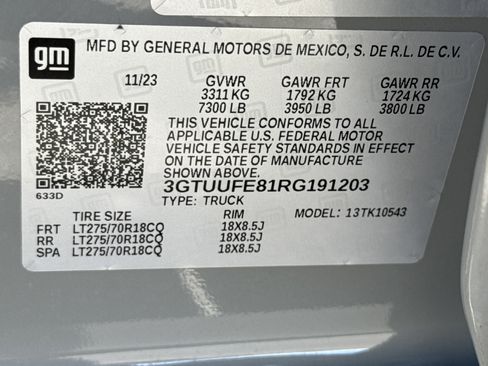 gm
MFD BY GENERAL MOTORS DE MEXICO, S. DE R.L. DE C.V.
11/23 GVWR GAWR FRT GAWR RR
3311 KG 1792 KG 1724 KG
7300 LB 3950 LB 3800 LB
THIS VEHICLE CONFORMS TO ALL
APPLICABLE U.S. FEDERAL MOTOR
VEHICLE SAFETY STANDARDS IN EFFECT
ON THE DATE OF MANUFACTURE
SHOWN ABOVE.
633D
3GTUUFE81RG191203
TYPE: TRUCK MODEL: 13TK10543
TIRE SIZE RIM
FRT LT275/70R18CQ 18X8.5J
RR LT275/70R18CQ 18X8.5J
SPA LT275/70R18CQ 18X8.5J